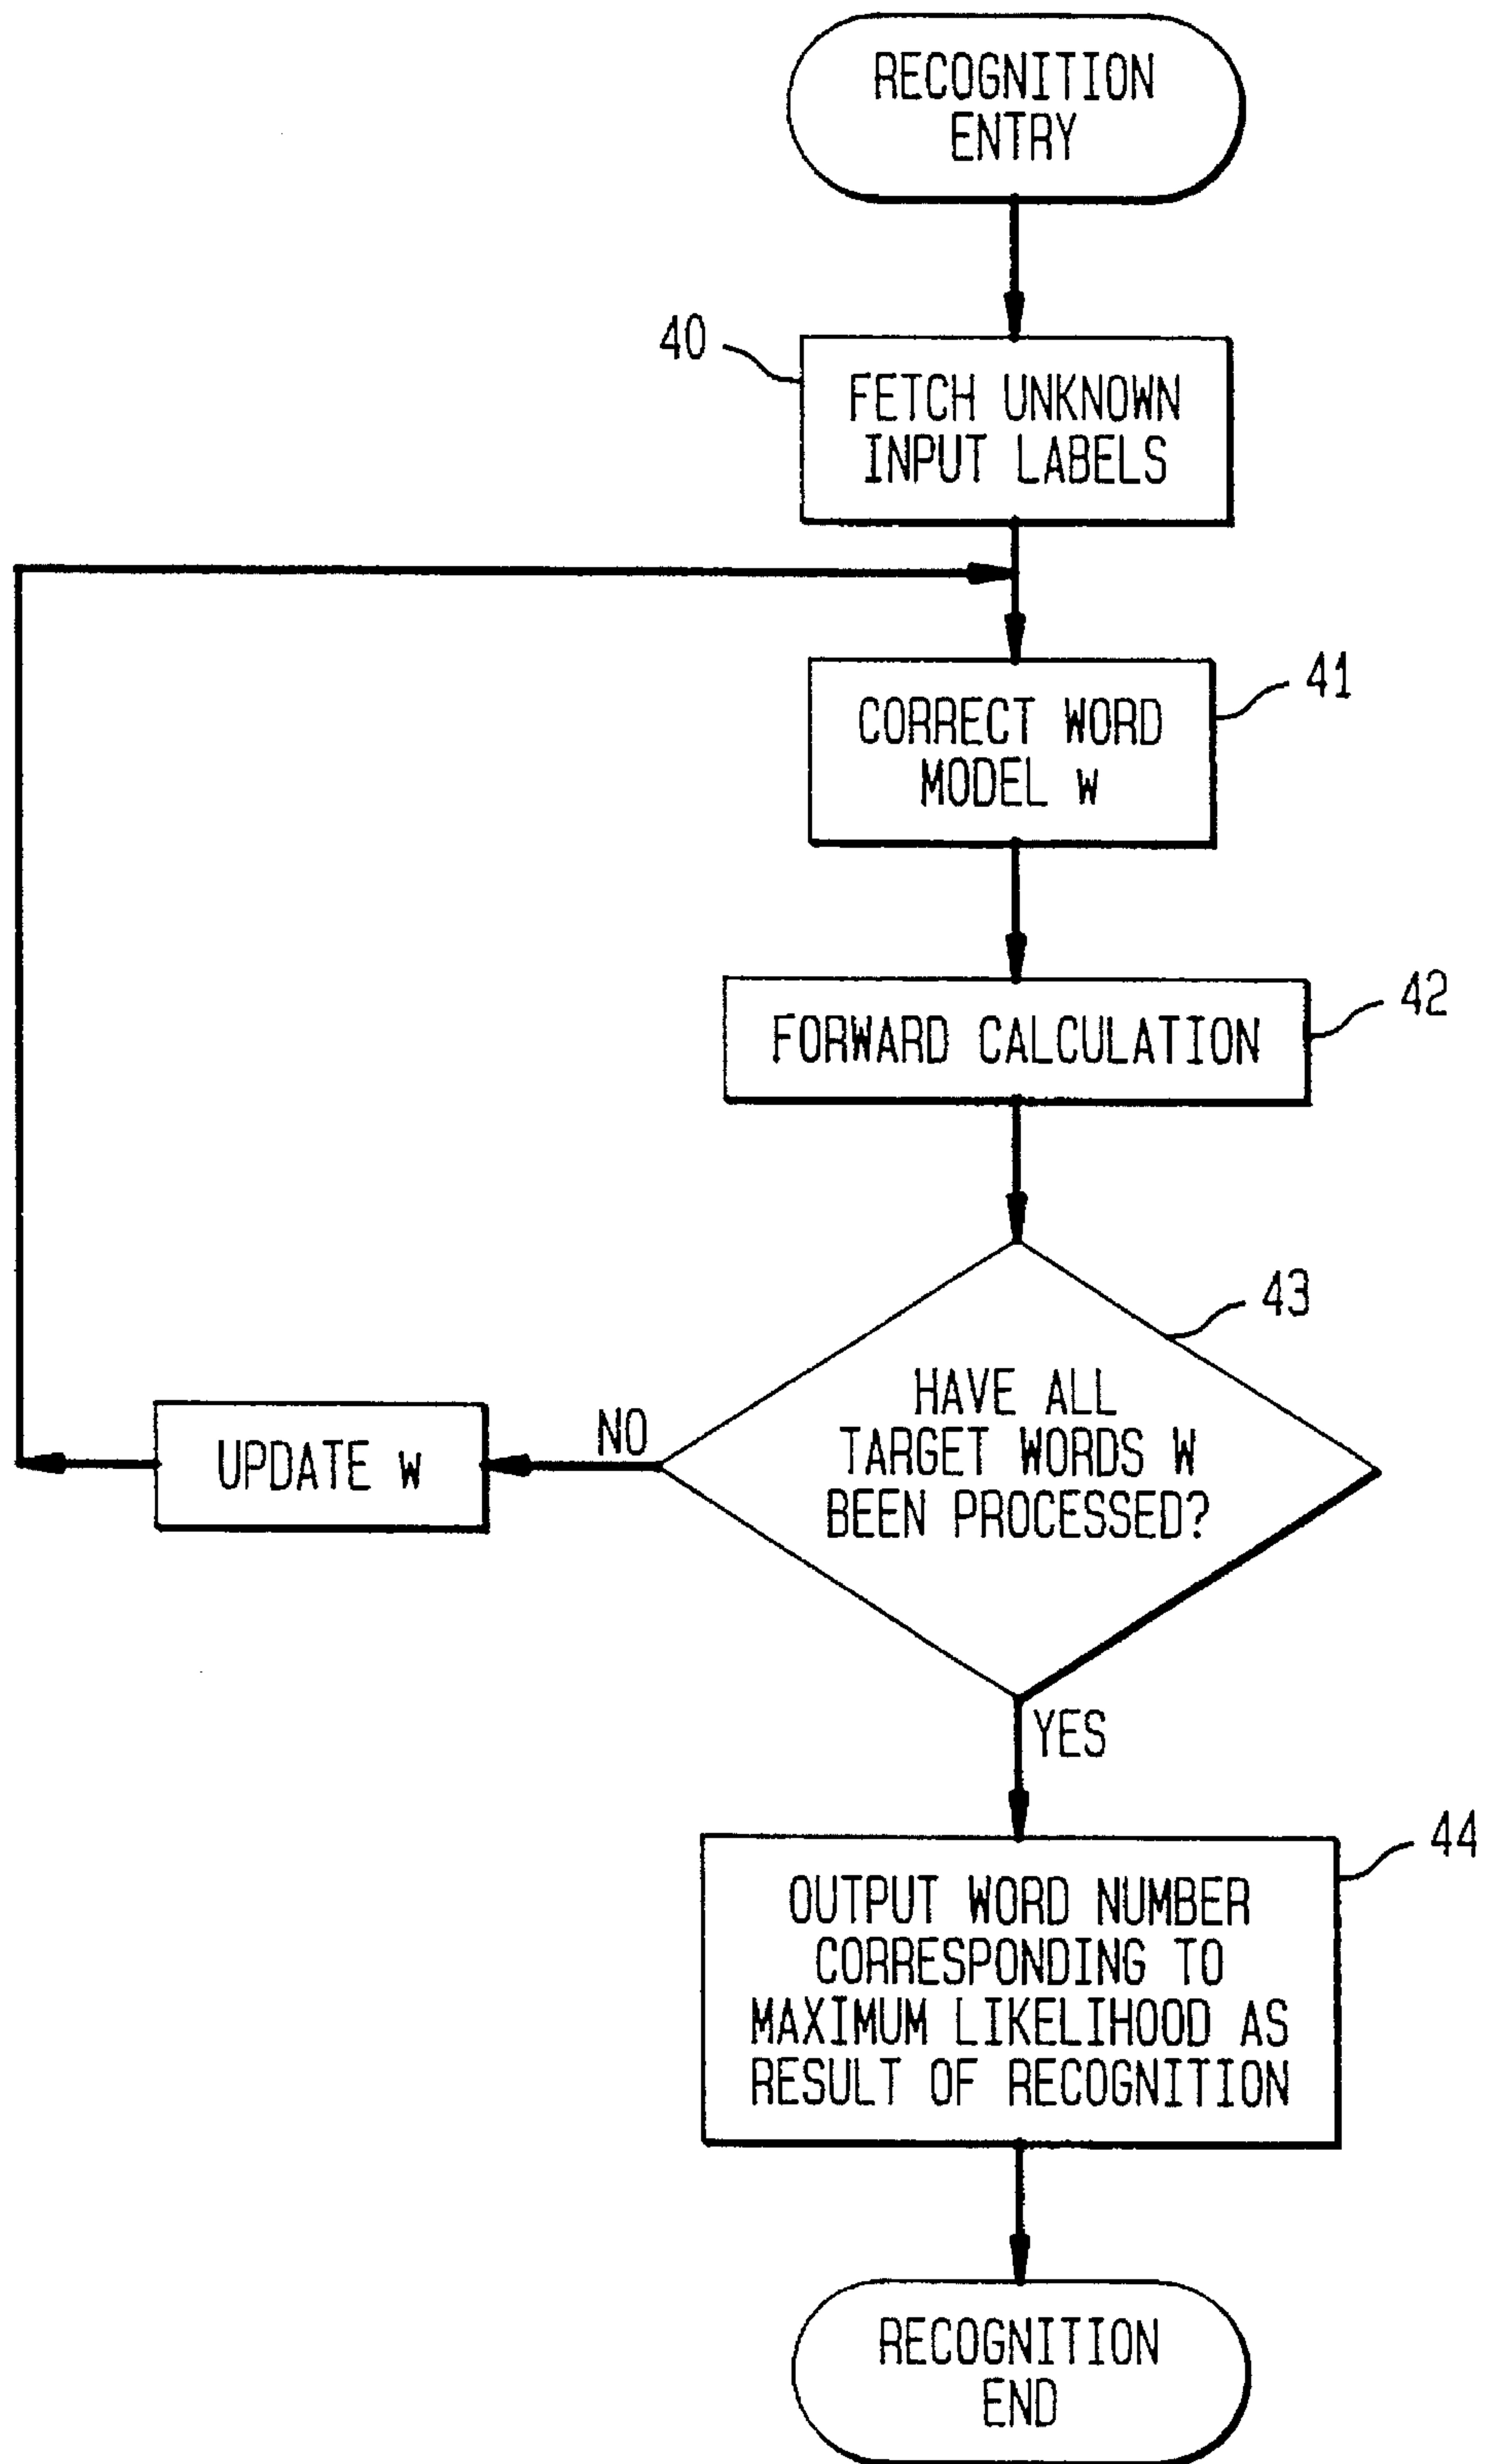 RECOGNITION
ENTRY
40
FETCH UNKNOWN
INPUT LABELS
41
CORRECT WORD
MODEL W
42
FORWARD CALCULATION
43
HAVE ALL
TARGET WORDS W
BEEN PROCESSED?
NO
UPDATE W
YES
44
OUTPUT WORD NUMBER
CORRESPONDING TO
MAXIMUM LIKELIHOOD AS
RESULT OF RECOGNITION
RECOGNITION
END